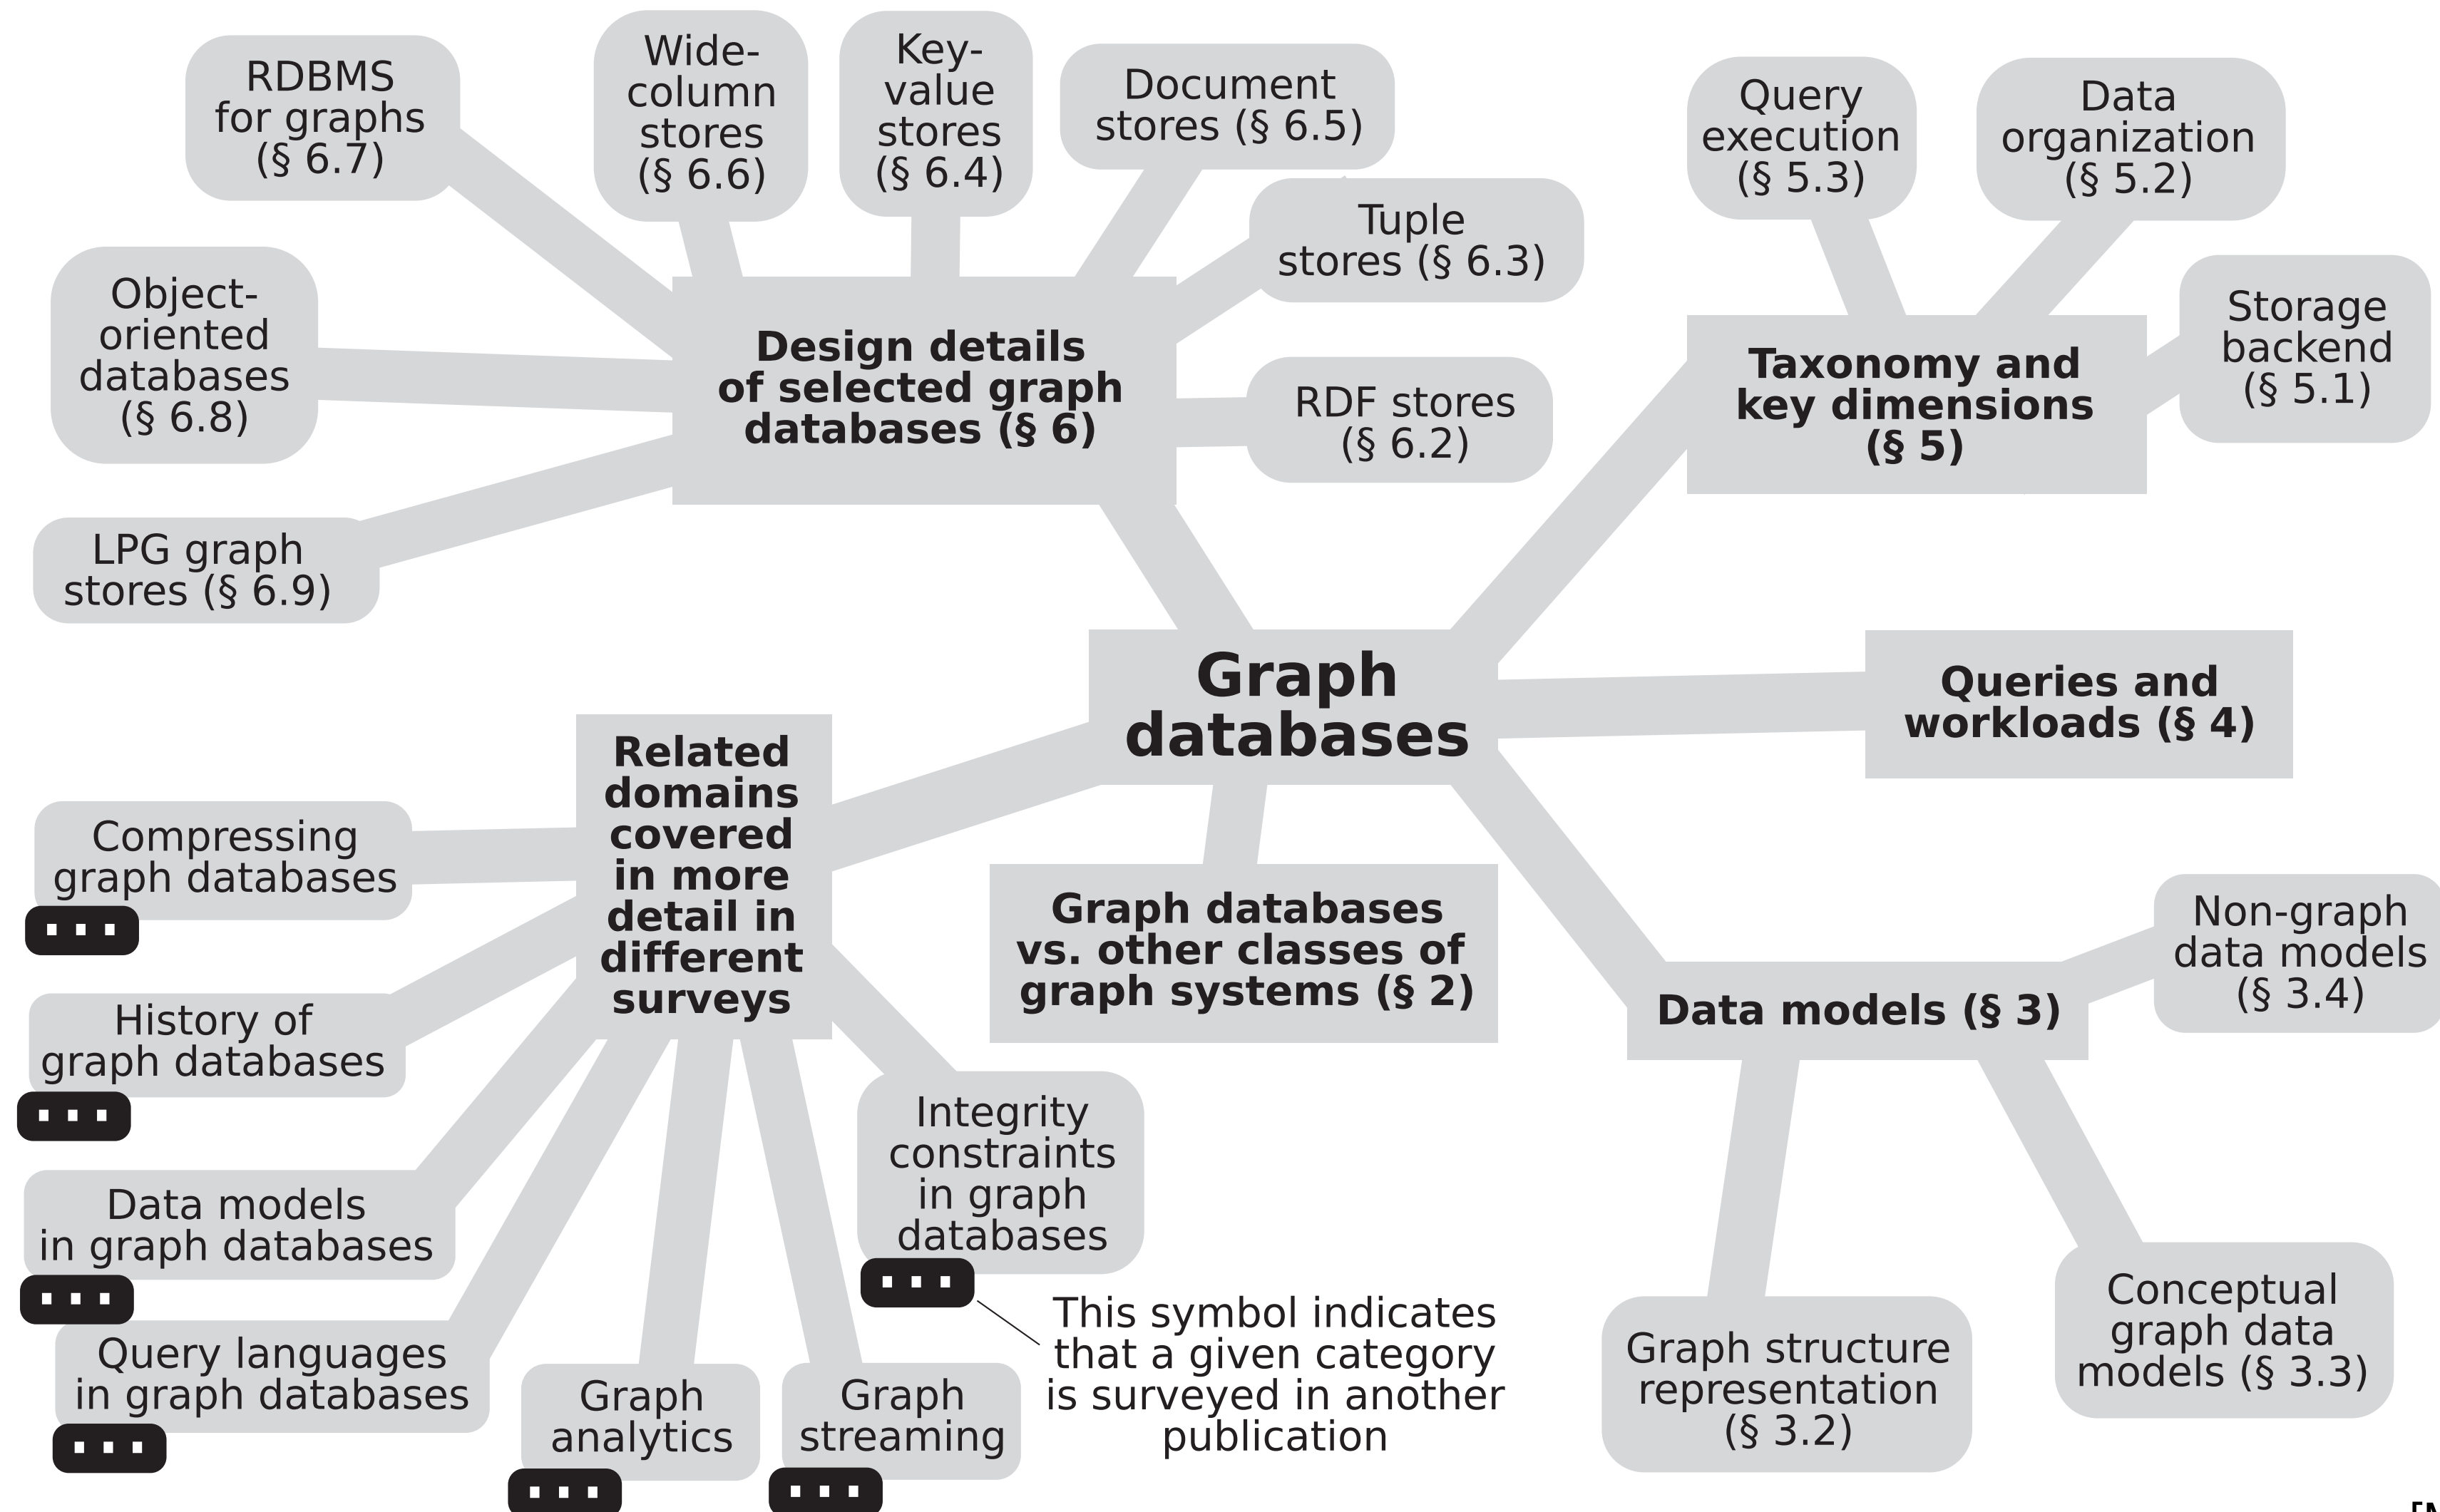 RDBMS
for graphs
(§ 6.7)
Wide-
column
stores
(§ 6.6)
Key-
value
stores
(§ 6.4)
Document
stores (§ 6.5)
Tuple
stores (§ 6.3)
Query
execution
(§ 5.3)
Data
organization
(§ 5.2)
Object-
oriented
databases
(§ 6.8)
Design details
of selected graph
databases (§ 6)
RDF stores
(§ 6.2)
Taxonomy and
key dimensions
(§ 5)
Storage
backend
(§ 5.1)
LPG graph
stores (§ 6.9)
Graph
databases
Queries and
workloads (§ 4)
Related
domains
covered
in more
detail in
different
surveys
Compressing
graph databases
Graph databases
vs. other classes of
graph systems (§ 2)
Data models (§ 3)
Non-graph
data models
(§ 3.4)
History of
graph databases
Data models
in graph databases
Query languages
in graph databases
Graph
analytics
Graph
streaming
Integrity
constraints
in graph
databases
This symbol indicates
that a given category
is surveyed in another
publication
Graph structure
representation
(§ 3.2)
Conceptual
graph data
models (§ 3.3)